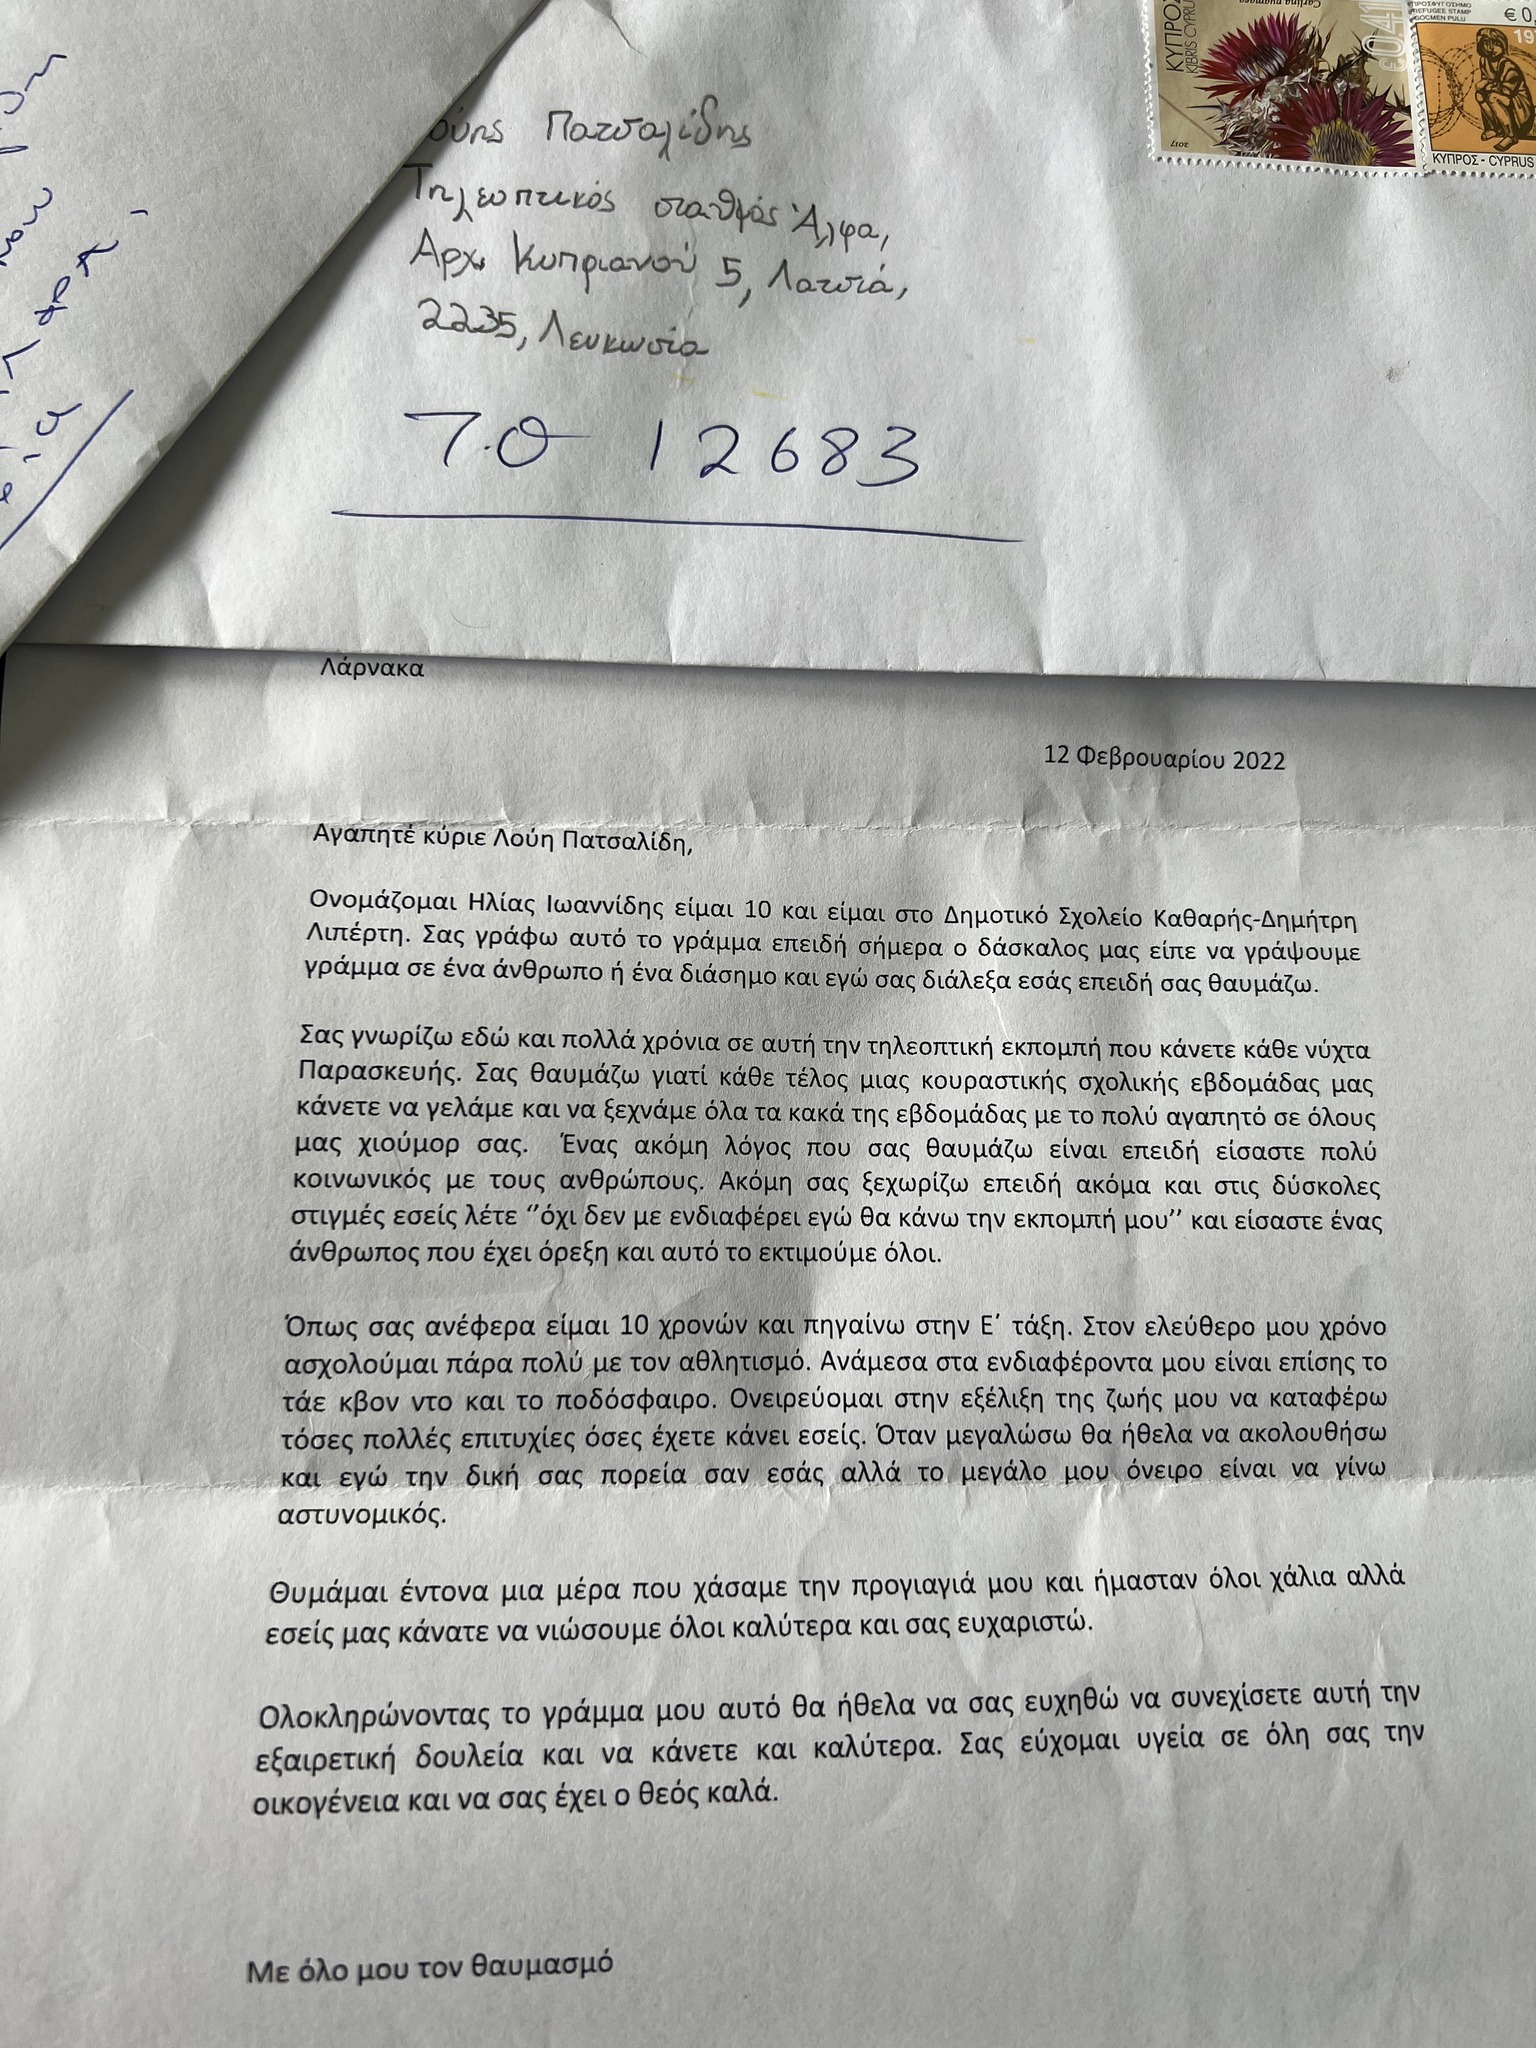 ΚΥΠΡΟΣ
KIBRIS CYPRUS
€0,41
2017
REFUGEE STAMP
€ 0,
ΚΥΠΡΟΣ - CYPRUS
Πατσαλίδης
Τηλεοπτικός σταθμός Άλφα,
Αρχ. Κυπριανού 5, Λατσιά,
2235, Λευκωσία
Τ.Θ 12683
Λάρνακα
12 Φεβρουαρίου 2022
Αγαπητέ κύριε Λούη Πατσαλίδη,
Ονομάζομαι Ηλίας Ιωαννίδης είμαι 10 και είμαι στο Δημοτικό Σχολείο Καθαρής-Δημήτρη
Λιπέρτη. Σας γράφω αυτό το γράμμα επειδή σήμερα ο δάσκαλος μας είπε να γράψουμε
γράμμα σε ένα άνθρωπο ή ένα διάσημο και εγώ σας διάλεξα εσάς επειδή σας θαυμάζω.
Σας γνωρίζω εδώ και πολλά χρόνια σε αυτή την τηλεοπτική εκπομπή που κάνετε κάθε νύχτα
Παρασκευής. Σας θαυμάζω γιατί κάθε τέλος μιας κουραστικής σχολικής εβδομάδας μας
κάνετε να γελάμε και να ξεχνάμε όλα τα κακά της εβδομάδας με το πολύ αγαπητό σε όλους
μας χιούμορ σας. Ένας ακόμη λόγος που σας θαυμάζω είναι επειδή είσαστε πολύ
κοινωνικός με τους ανθρώπους. Ακόμη σας ξεχωρίζω επειδή ακόμα και στις δύσκολες
στιγμές εσείς λέτε ‘’όχι δεν με ενδιαφέρει εγώ θα κάνω την εκπομπή μου’’ και είσαστε ένας
άνθρωπος που έχει όρεξη και αυτό το εκτιμούμε όλοι.
Όπως σας ανέφερα είμαι 10 χρονών και πηγαίνω στην Ε΄ τάξη. Στον ελεύθερο μου χρόνο
ασχολούμαι πάρα πολύ με τον αθλητισμό. Ανάμεσα στα ενδιαφέροντα μου είναι επίσης το
τάε κβον ντο και το ποδόσφαιρο. Ονειρεύομαι στην εξέλιξη της ζωής μου να καταφέρω
τόσες πολλές επιτυχίες όσες έχετε κάνει εσείς. Όταν μεγαλώσω θα ήθελα να ακολουθήσω
και εγώ την δική σας πορεία σαν εσάς αλλά το μεγάλο μου όνειρο είναι να γίνω
αστυνομικός.
Θυμάμαι έντονα μια μέρα που χάσαμε την προγιαγιά μου και ήμασταν όλοι χάλια αλλά
εσείς μας κάνατε να νιώσουμε όλοι καλύτερα και σας ευχαριστώ.
Ολοκληρώνοντας το γράμμα μου αυτό θα ήθελα να σας ευχηθώ να συνεχίσετε αυτή την
εξαιρετική δουλεία και να κάνετε και καλύτερα. Σας εύχομαι υγεία σε όλη σας την
οικογένεια και να σας έχει ο θεός καλά.
Με όλο μου τον θαυμασμό